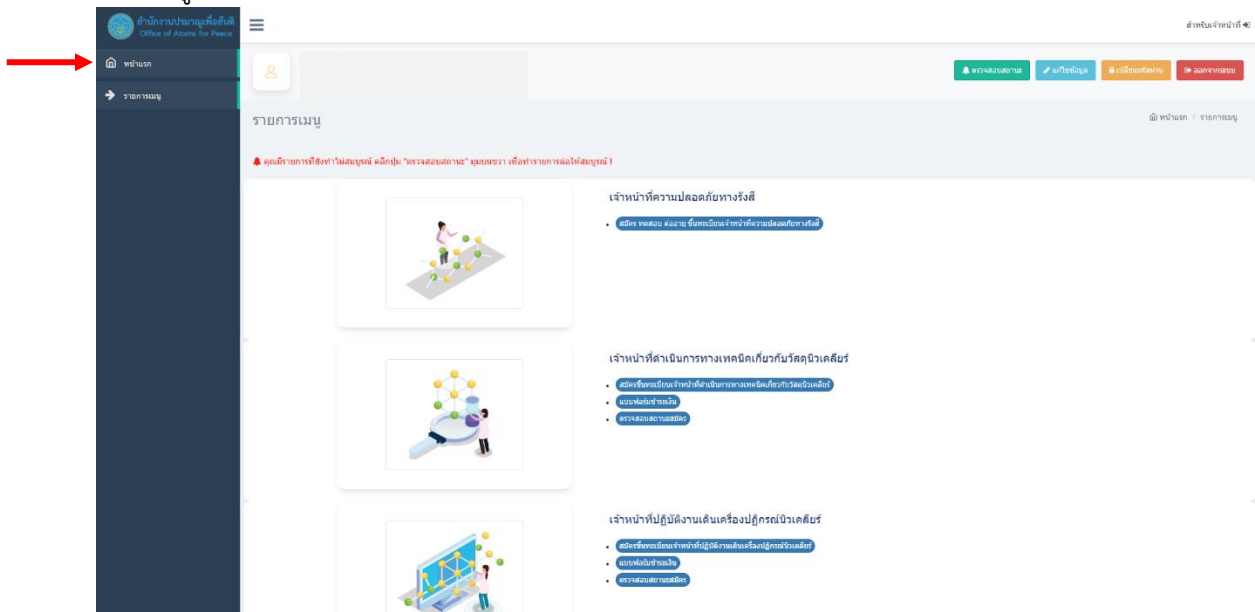 สำนักงานปรมาณูเพื่อสันติ
Office of Atoms for Peace
สำหรับเจ้าหน้าที่
หน้าแรก
รายการเมนู
ตรวจสอบสถานะ
แก้ไขข้อมูล
เปลี่ยนรหัสผ่าน
ออกจากระบบ
รายการเมนู
หน้าแรก / รายการเมนู
คุณมีรายการที่ยังทำไม่สมบูรณ์ คลิกปุ่ม "ตรวจสอบสถานะ" มุมบนขวา เพื่อทำรายการต่อให้สมบูรณ์ !
เจ้าหน้าที่ความปลอดภัยทางรังสี
สมัคร ทดสอบ ต่ออายุ ขึ้นทะเบียนเจ้าหน้าที่ความปลอดภัยทางรังสี
เจ้าหน้าที่ดำเนินการทางเทคนิคเกี่ยวกับวัสดุนิวเคลียร์
สมัครขึ้นทะเบียนเจ้าหน้าที่ดำเนินการทางเทคนิคเกี่ยวกับวัสดุนิวเคลียร์
แบบฟอร์มชำระเงิน
ตรวจสอบสถานะสมัคร
เจ้าหน้าที่ปฏิบัติงานเดินเครื่องปฏิกรณ์นิวเคลียร์
สมัครขึ้นทะเบียนเจ้าหน้าที่ปฏิบัติงานเดินเครื่องปฏิกรณ์นิวเคลียร์
แบบฟอร์มชำระเงิน
ตรวจสอบสถานะสมัคร